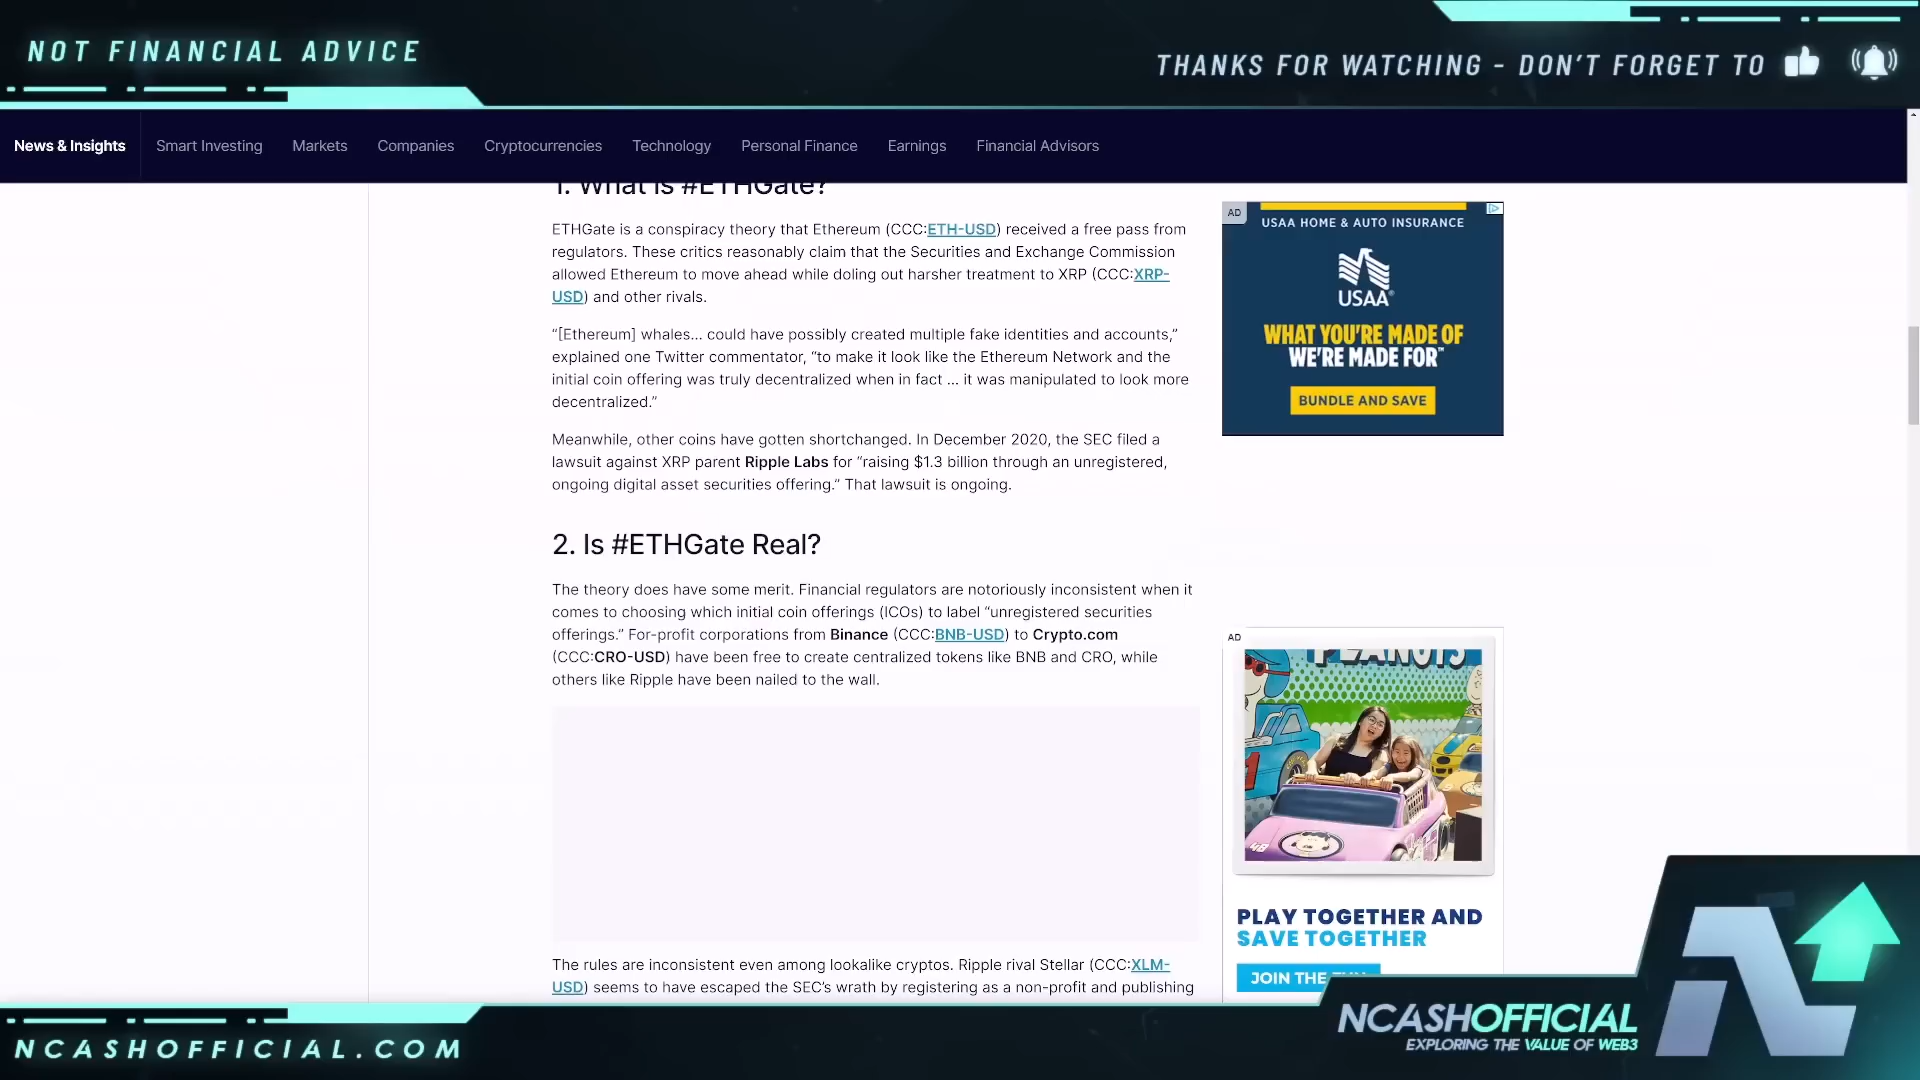 NOT FINANCIAL ADVICE
THANKS FOR WATCHING - DON'T FORGET TO
News & Insights
Smart Investing
Markets
Companies
Cryptocurrencies
Technology
Personal Finance
Earnings
Financial Advisors
1. What is #ETHGate?
ETHGate is a conspiracy theory that Ethereum (CCC:ETH-USD) received a free pass from
regulators. These critics reasonably claim that the Securities and Exchange Commission
allowed Ethereum to move ahead while doling out harsher treatment to XRP (CCC:XRP-
USD) and other rivals.
“[Ethereum] whales… could have possibly created multiple fake identities and accounts,”
explained one Twitter commentator, “to make it look like the Ethereum Network and the
initial coin offering was truly decentralized when in fact … it was manipulated to look more
decentralized.”
Meanwhile, other coins have gotten shortchanged. In December 2020, the SEC filed a
lawsuit against XRP parent Ripple Labs for “raising $1.3 billion through an unregistered,
ongoing digital asset securities offering.” That lawsuit is ongoing.
2. Is #ETHGate Real?
The theory does have some merit. Financial regulators are notoriously inconsistent when it
comes to choosing which initial coin offerings (ICOs) to label “unregistered securities
offerings.” For-profit corporations from Binance (CCC:BNB-USD) to Crypto.com
(CCC:CRO-USD) have been free to create centralized tokens like BNB and CRO, while
others like Ripple have been nailed to the wall.
The rules are inconsistent even among lookalike cryptos. Ripple rival Stellar (CCC:XLM-
USD) seems to have escaped the SEC’s wrath by registering as a non-profit and publishing
AD
USAA HOME & AUTO INSURANCE
USAA®
WHAT YOU'RE MADE OF
WE'RE MADE FOR™
BUNDLE AND SAVE
AD
PEANUTS
1
48
PLAY TOGETHER AND
SAVE TOGETHER
JOIN THE FUN
NCASHOFFICIAL.COM
NCASHOFFICIAL
EXPLORING THE VALUE OF WEB3